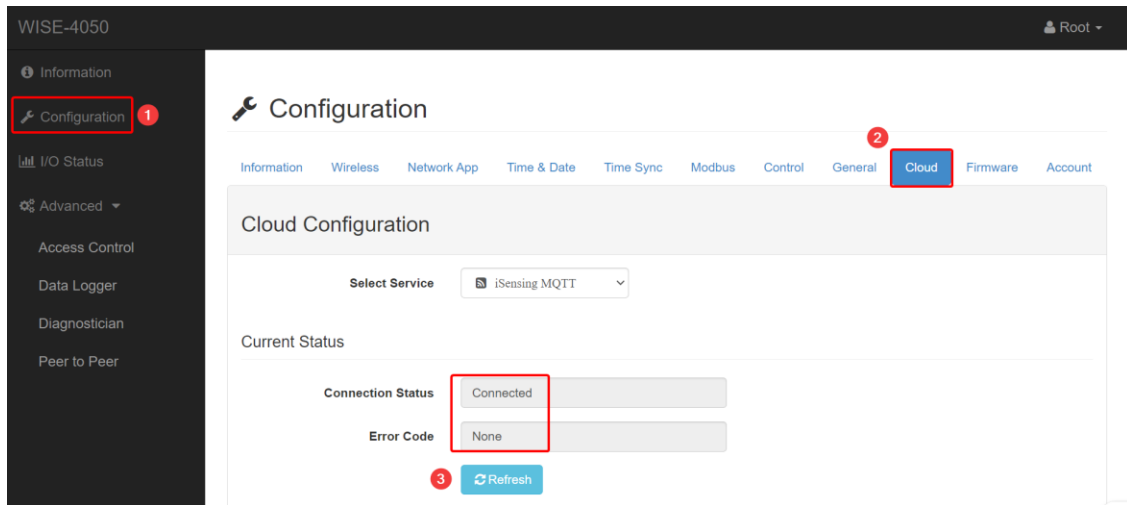 WISE-4050
Root
Information
Configuration 1
I/O Status
Advanced
Access Control
Data Logger
Diagnostician
Peer to Peer
Configuration
2
Information Wireless Network App Time & Date Time Sync Modbus Control General Cloud Firmware Account
Cloud Configuration
Select Service iSensing MQTT
Current Status
Connection Status Connected
Error Code None
3 Refresh